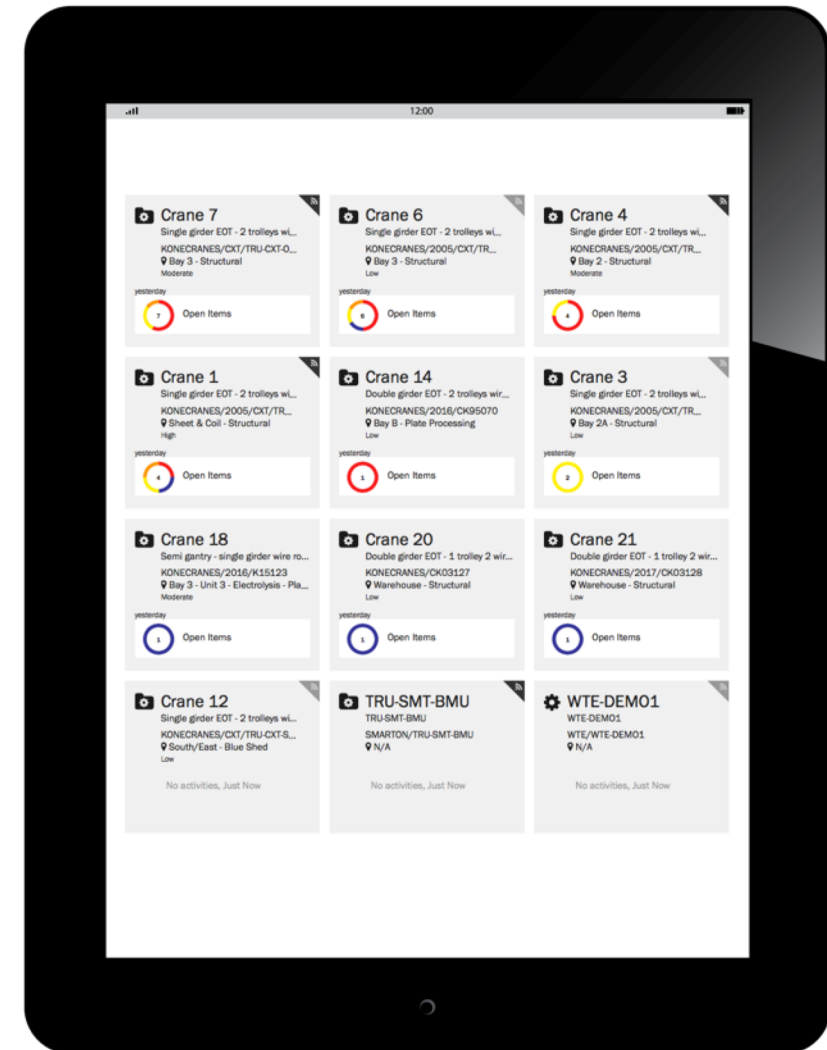 12:00
Crane 7
Single girder EOT - 2 trolleys wi...
KONECRANES/CXT/TRU-CXT-O...
Bay 3 - Structural
Moderate
yesterday
7
Open Items
Crane 6
Single girder EOT - 2 trolleys wi...
KONECRANES/2005/CXT/TR...
Bay 3 - Structural
Low
yesterday
6
Open Items
Crane 4
Single girder EOT - 2 trolleys wi...
KONECRANES/2005/CXT/TR...
Bay 2 - Structural
Moderate
yesterday
4
Open Items
Crane 1
Single girder EOT - 2 trolleys wi...
KONECRANES/2005/CXT/TR...
Sheet & Coil - Structural
High
yesterday
4
Open Items
Crane 14
Double girder EOT - 2 trolleys wir...
KONECRANES/2016/CK95070
Bay B - Plate Processing
Low
yesterday
1
Open Items
Crane 3
Single girder EOT - 2 trolleys wi...
KONECRANES/2005/CXT/TR...
Bay 2A - Structural
Low
yesterday
2
Open Items
Crane 18
Semi gantry - single girder wire ro...
KONECRANES/2016/K15123
Bay 3 - Unit 3 - Electrolysis - Pla...
Moderate
yesterday
1
Open Items
Crane 20
Double girder EOT - 1 trolley 2 wir...
KONECRANES/CK03127
Warehouse - Structural
Low
yesterday
1
Open Items
Crane 21
Double girder EOT - 1 trolley 2 wir...
KONECRANES/2017/CK03128
Warehouse - Structural
Low
yesterday
1
Open Items
Crane 12
Single girder EOT - 2 trolleys wi...
KONECRANES/CXT/TRU-CXT-S...
South/East - Blue Shed
Low
No activities, Just Now
TRU-SMT-BMU
TRU-SMT-BMU
SMARTON/TRU-SMT-BMU
N/A
No activities, Just Now
WTE-DEMO1
WTE-DEMO1
WTE/WTE-DEMO1
N/A
No activities, Just Now